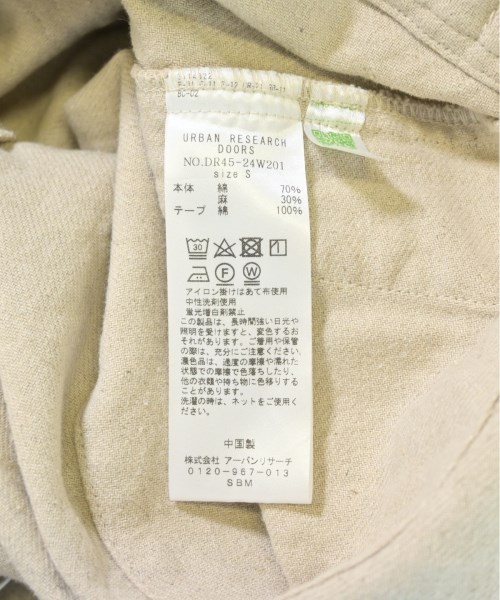 URBAN RESEARCH
DOORS
NO.DR45-24W201
size S
本体 綿 70%
麻 30%
テープ 綿 100%
30
F W
アイロン掛けはあて布使用
中性洗剤使用
蛍光増白剤禁止
この製品は、長時間強い日光や
照明を受けますと、変色するお
それがあります。ご着用や保管
の際は、充分にご注意ください。
濃色品は、過度の摩擦や濡れた
状態での摩擦で色落ちしたり、
他の衣類や持ち物に色移りする
ことがあります。
洗濯の時は、ネットをご使用く
ださい。
中国製
株式会社 アーバンリサーチ
0120-967-013
SBM